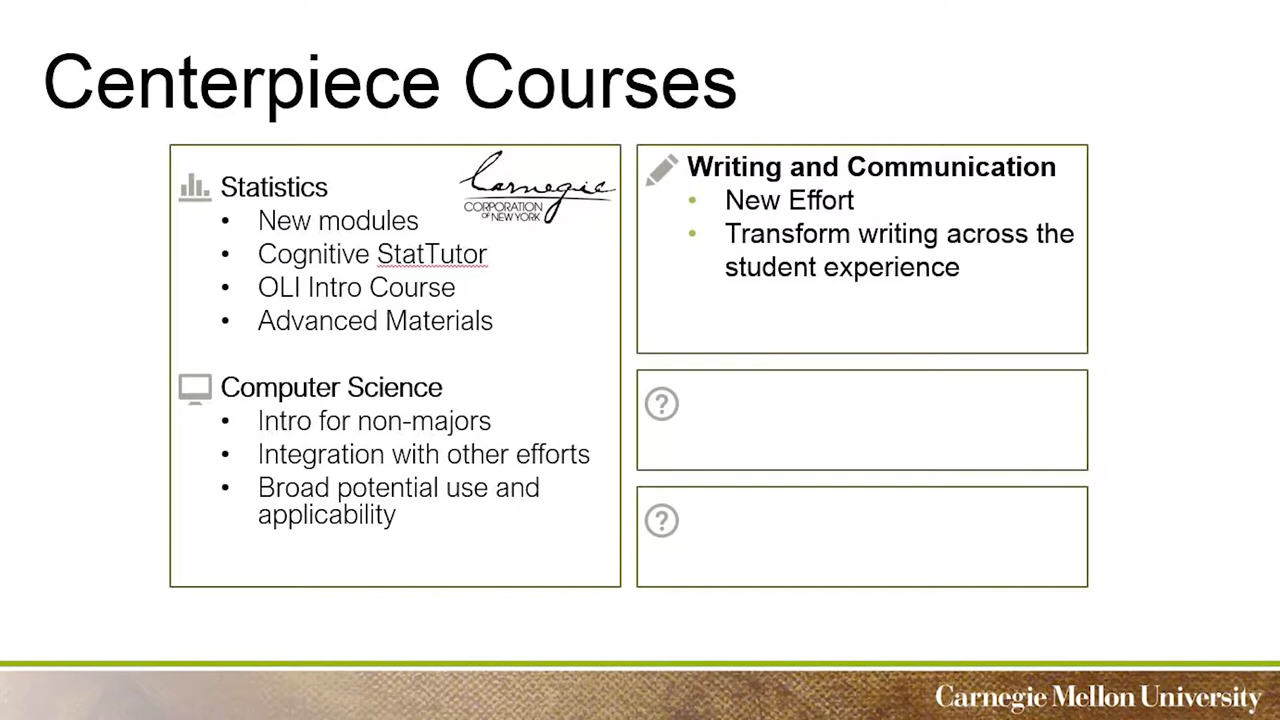 Centerpiece Courses
Statistics
• New modules
• Cognitive StatTutor
• OLI Intro Course
• Advanced Materials
Carnegie
CORPORATION
OF NEW YORK
Computer Science
• Intro for non-majors
• Integration with other efforts
• Broad potential use and
applicability
Writing and Communication
• New Effort
• Transform writing across the
student experience
?
?
Carnegie Mellon University